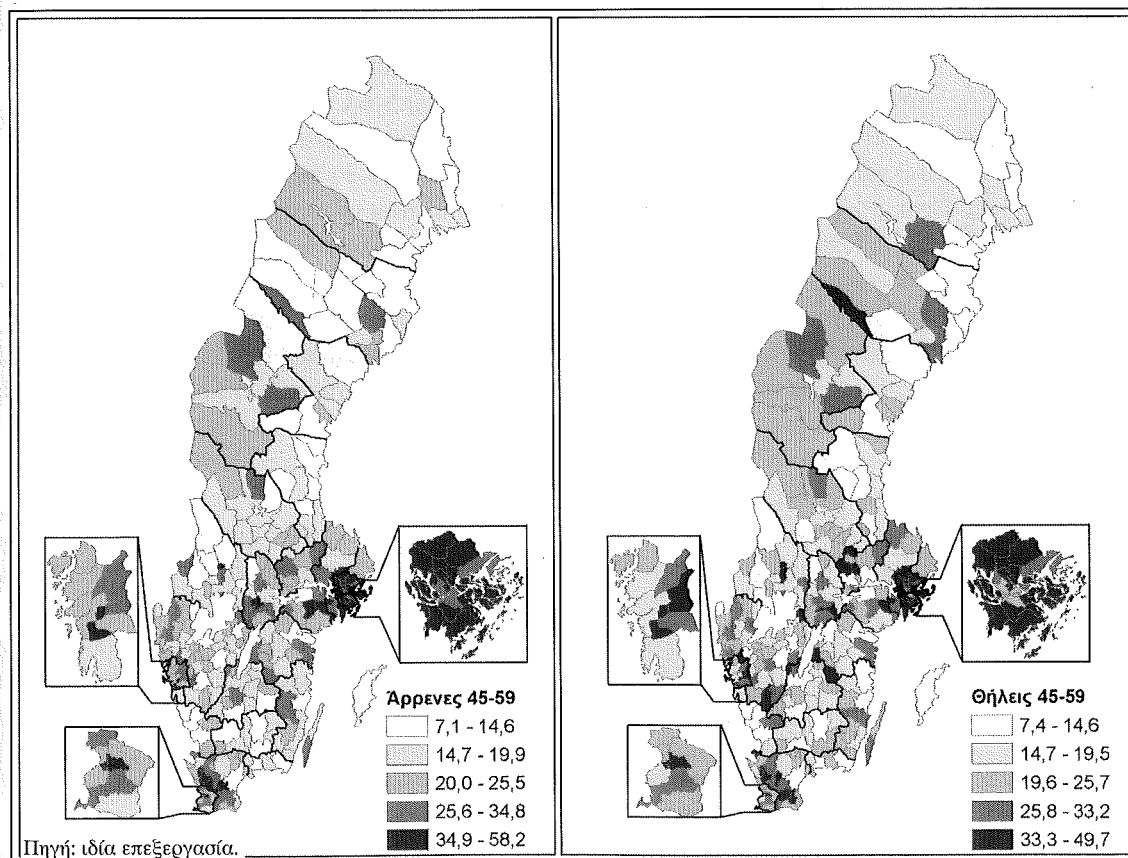 Άρρενες 45-59
7,1 - 14,6
14,7 - 19,9
20,0 - 25,5
25,6 - 34,8
34,9 - 58,2
Πηγή: ιδία επεξεργασία.
Θήλεις 45-59
7,4 - 14,6
14,7 - 19,5
19,6 - 25,7
25,8 - 33,2
33,3 - 49,7